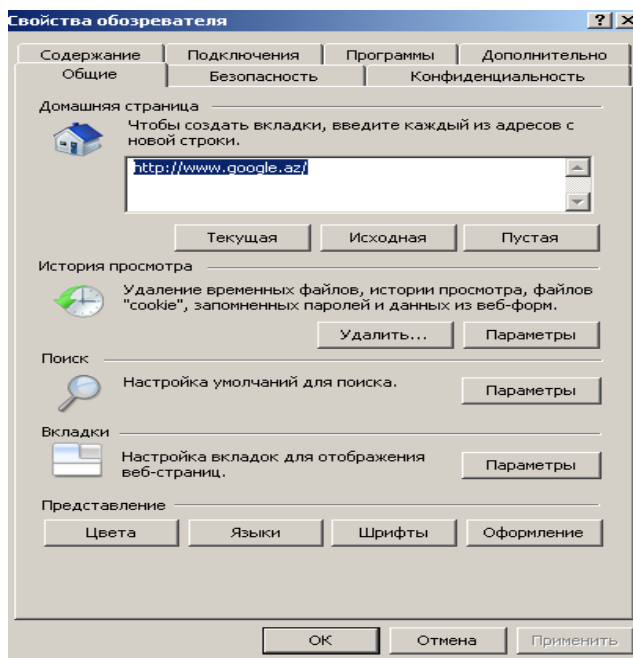 Свойства обозревателя
Содержание Подключения Программы Дополнительно
Общие Безопасность Конфиденциальность
Домашняя страница
Чтобы создать вкладки, введите каждый из адресов с
новой строки.
http://www.google.az/
Текущая Исходная Пустая
История просмотра
Удаление временных файлов, истории просмотра, файлов
"cookie", запомненных паролей и данных из веб-форм.
Удалить... Параметры
Поиск
Настройка умолчаний для поиска.
Параметры
Вкладки
Настройка вкладок для отображения
веб-страниц.
Параметры
Представление
Цвета Языки Шрифты Оформление
ОК Отмена Применить